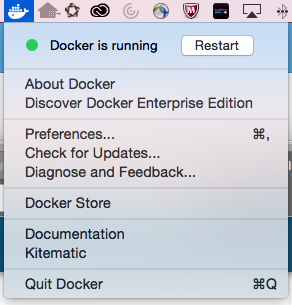 Docker is running Restart
About Docker
Discover Docker Enterprise Edition
Preferences... ⌘,
Check for Updates...
Diagnose and Feedback...
Docker Store
Documentation
Kitematic
Quit Docker ⌘Q